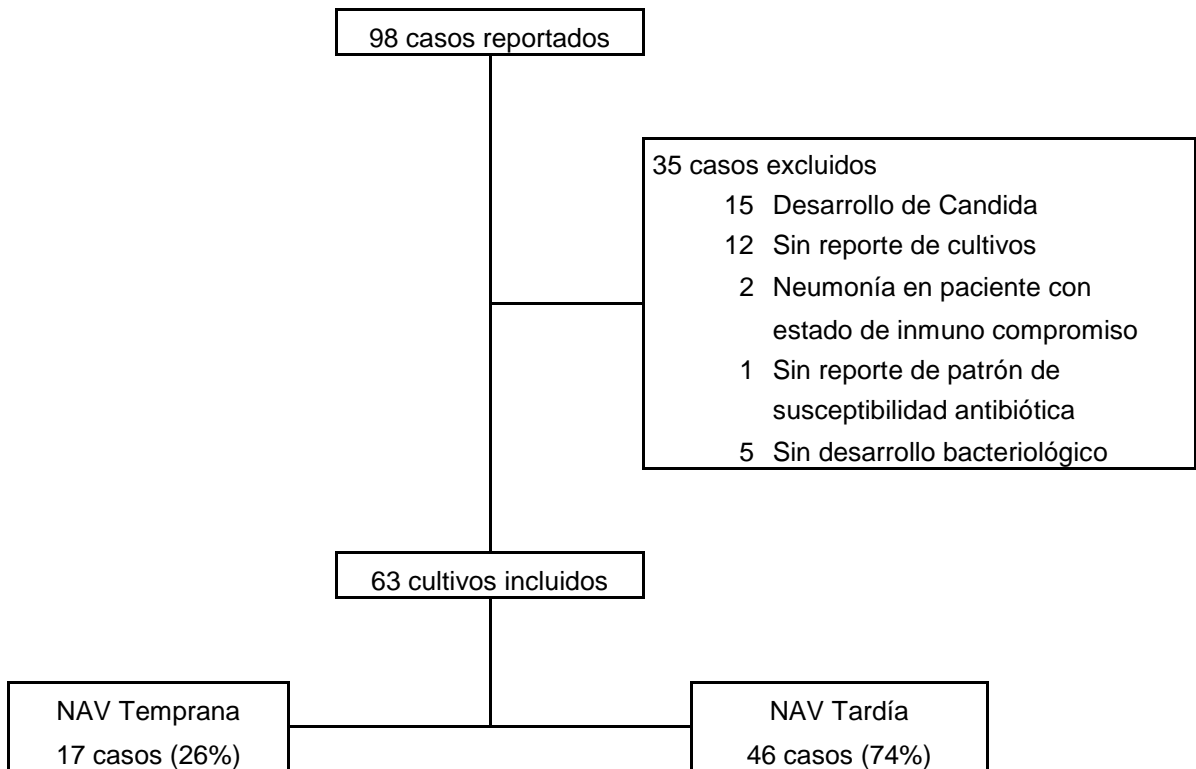 98 casos reportados
35 casos excluidos
15 Desarrollo de Candida
12 Sin reporte de cultivos
2 Neumonía en paciente con
estado de inmuno compromiso
1 Sin reporte de patrón de
susceptibilidad antibiótica
5 Sin desarrollo bacteriológico
63 cultivos incluidos
NAV Temprana
17 casos (26%)
NAV Tardía
46 casos (74%)